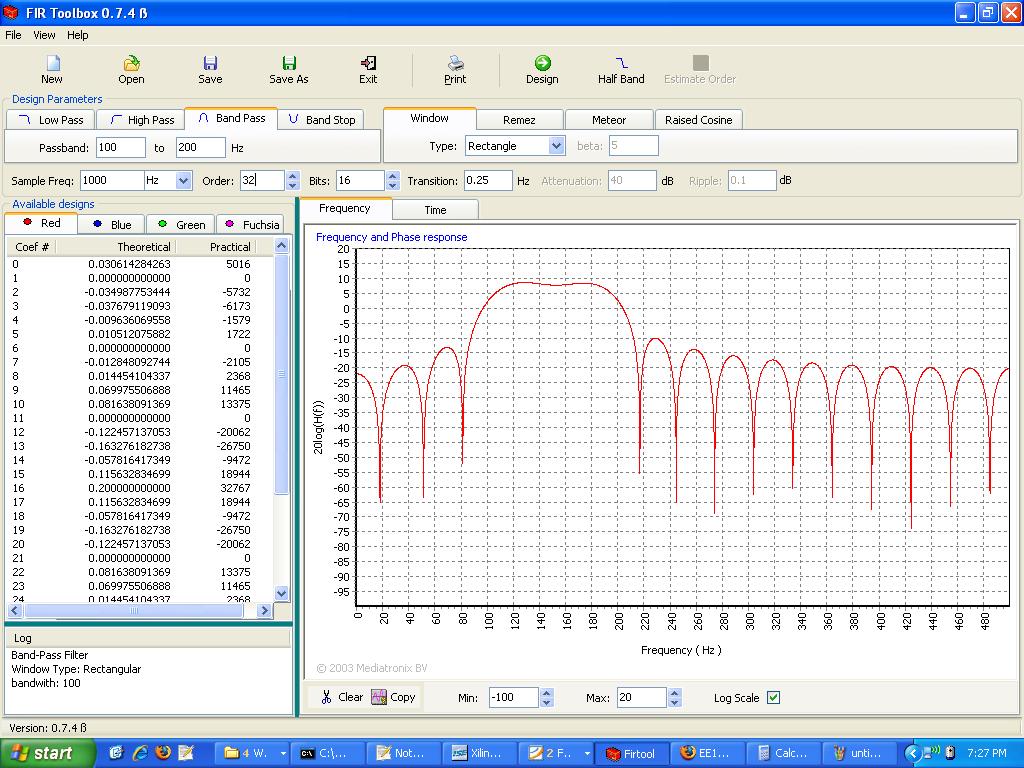 FIR Toolbox 0.7.4 ß
File View Help
New Open Save Save As Exit Print Design Half Band Estimate Order
Design Parameters
Low Pass High Pass Band Pass Band Stop Window Remez Meteor Raised Cosine
Passband: 100 to 200 Hz Type: Rectangle beta: 5
Sample Freq: 1000 Hz Order: 32 Bits: 16 Transition: 0.25 Hz Attenuation: 40 dB Ripple: 0.1 dB
Available designs
Red Blue Green Fuchsia
Coef # Theoretical Practical
0 0.030614284263 5016
1 0.000000000000 0
2 -0.034987753444 -5732
3 -0.037679119093 -6173
4 -0.009636069558 -1579
5 0.010512075882 1722
6 0.000000000000 0
7 -0.012848092744 -2105
8 0.014454104337 2368
9 0.069975506888 11465
10 0.081638091369 13375
11 0.000000000000 0
12 -0.122457137053 -20062
13 -0.163276182738 -26750
14 -0.057816417349 -9472
15 0.115632834699 18944
16 0.200000000000 32767
17 0.115632834699 18944
18 -0.057816417349 -9472
19 -0.163276182738 -26750
20 -0.122457137053 -20062
21 0.000000000000 0
22 0.081638091369 13375
23 0.069975506888 11465
24 0.014454104337 2368
Log
Band-Pass Filter
Window Type: Rectangular
bandwith: 100
Frequency Time
Frequency and Phase response
20
15
10
5
0
-5
-10
-15
-20
-25
-30
-35
-40
-45
-50
-55
-60
-65
-70
-75
-80
-85
-90
-95
20log(H(f))
0 20 40 60 80 100 120 140 160 180 200 220 240 260 280 300 320 340 360 380 400 420 440 460 480
Frequency ( Hz )
© 2003 Mediatronix BV
Clear Copy Min: -100 Max: 20 Log Scale
Version: 0.7.4 ß
start 4 W... C:\... Not... Xilin... 2 F... Firtool EE1... Calc... unti... 7:27 PM